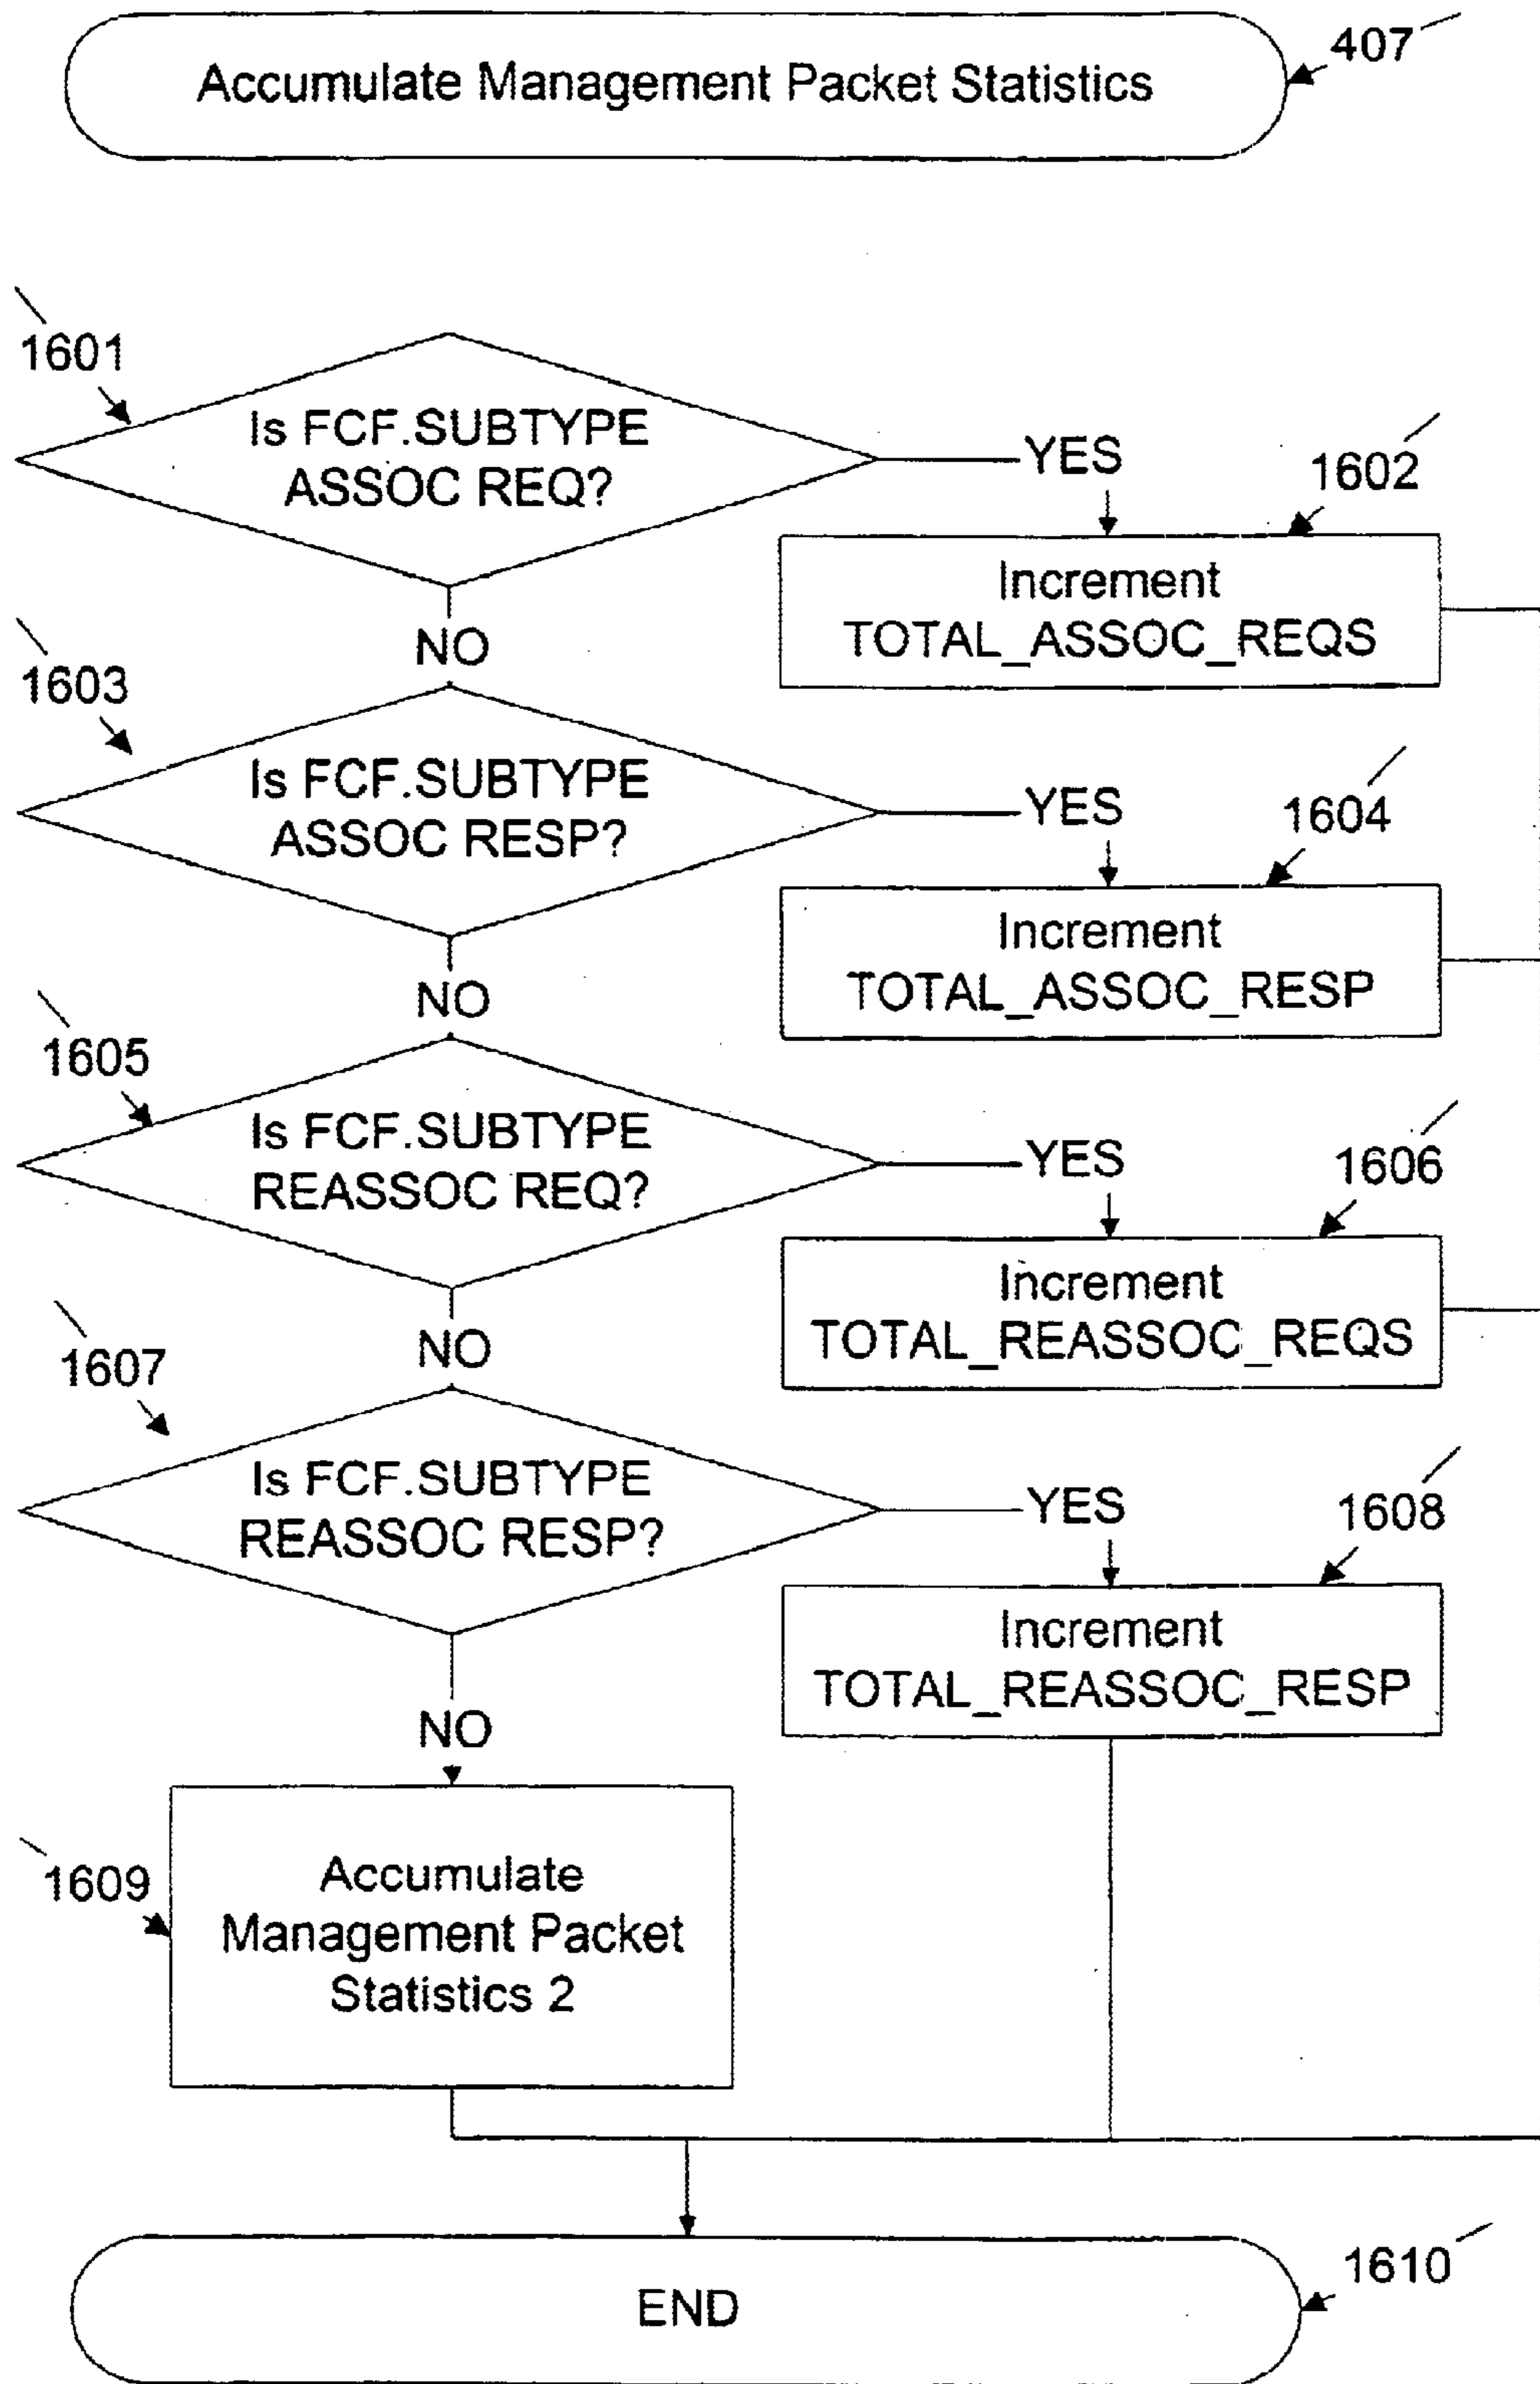 Accumulate Management Packet Statistics
407
1601
Is FCF.SUBTYPE
ASSOC REQ?
YES
1602
Increment
TOTAL_ASSOC_REQS
NO
1603
Is FCF.SUBTYPE
ASSOC RESP?
YES
1604
Increment
TOTAL_ASSOC_RESP
NO
1605
Is FCF.SUBTYPE
REASSOC REQ?
YES
1606
Increment
TOTAL_REASSOC_REQS
NO
1607
Is FCF.SUBTYPE
REASSOC RESP?
YES
1608
Increment
TOTAL_REASSOC_RESP
NO
1609
Accumulate
Management Packet
Statistics 2
END
1610